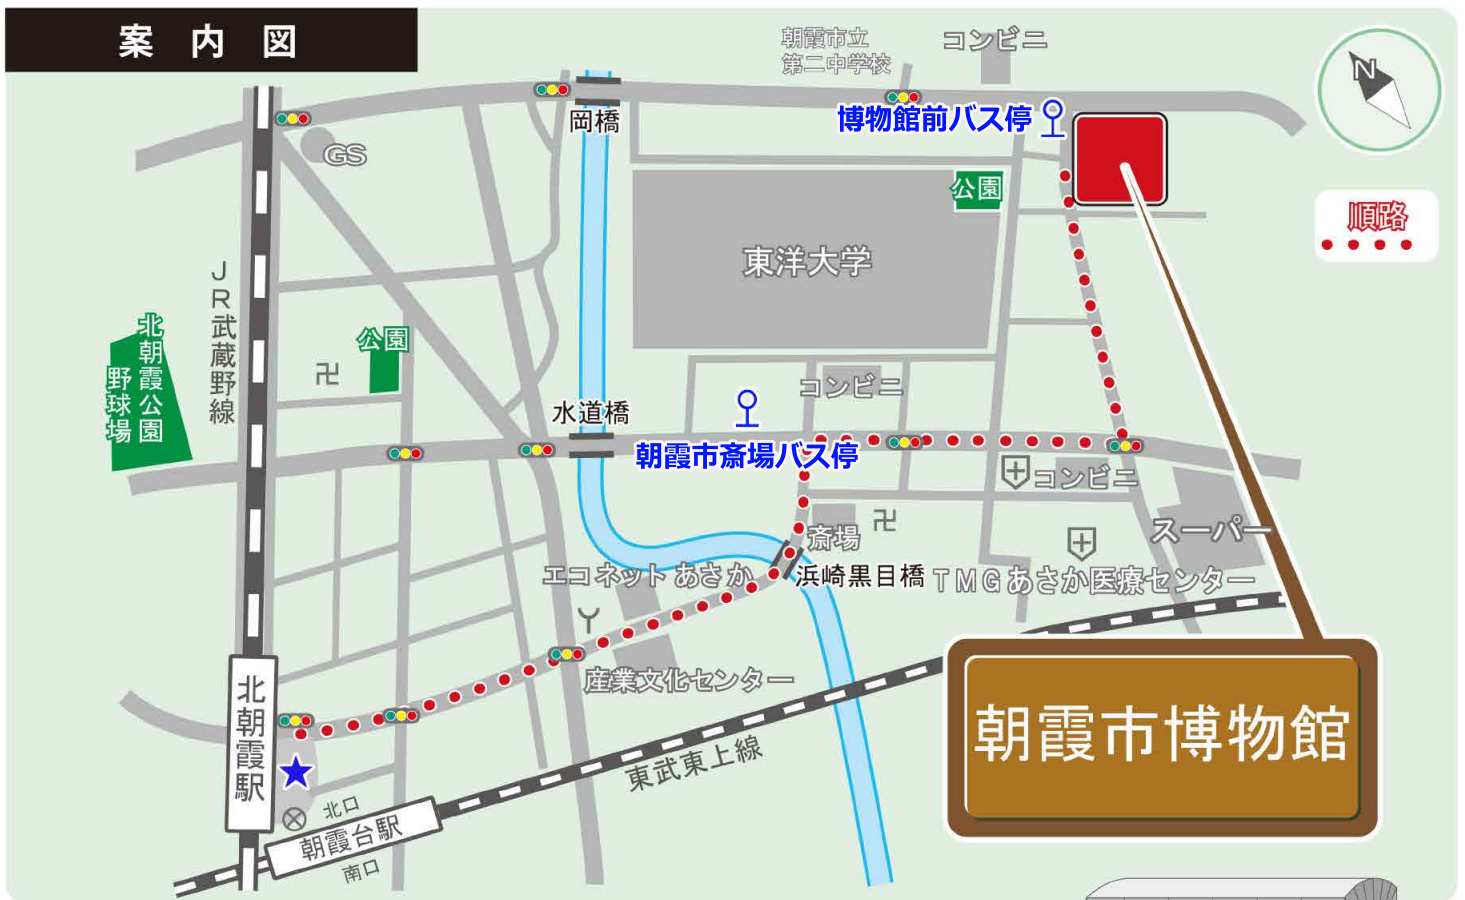 案内図
朝霞市立
第二中学校
コンビニ
N
岡橋
博物館前バス停
GS
公園
順路
東洋大学
JR武蔵野線
北朝霞公園
野球場
公園
卍
コンビニ
水道橋
朝霞市斎場バス停
コンビニ
斎場
卍
スーパー
エコネットあさか
浜崎黒目橋
TMGあさか医療センター
産業文化センター
北朝霞駅
朝霞市博物館
東武東上線
北口
朝霞台駅
南口